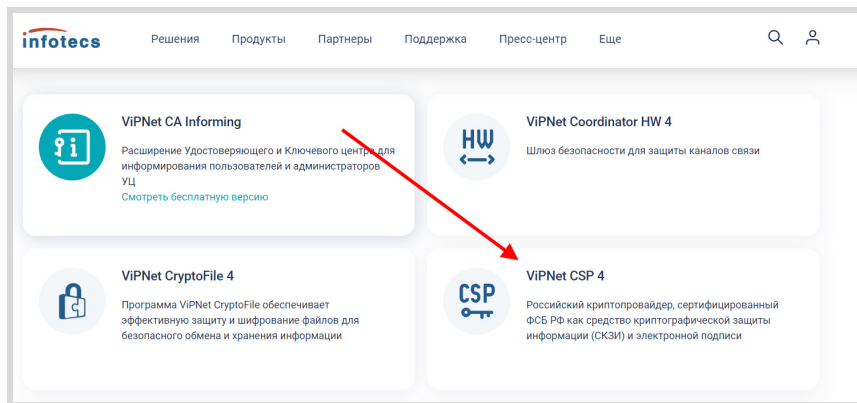 infotecs Решения Продукты Партнеры Поддержка Пресс-центр Еще
ViPNet CA Informing
Расширение Удостоверяющего и Ключевого центра для
информирования пользователей и администраторов
УЦ
Смотреть бесплатную версию
HW
ViPNet Coordinator HW 4
Шлюз безопасности для защиты каналов связи
ViPNet CryptoFile 4
Программа ViPNet CryptoFile обеспечивает
эффективную защиту и шифрование файлов для
безопасного обмена и хранения информации
CSP
ViPNet CSP 4
Российский криптопровайдер, сертифицированный
ФСБ РФ как средство криптографической защиты
информации (СКЗИ) и электронной подписи